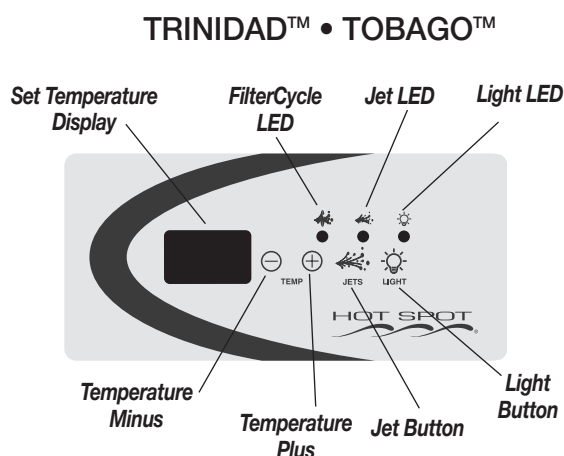 TRINIDAD™ • TOBAGO™
Set Temperature
Display
FilterCycle
LED
Jet LED
Light LED
TEMP
JETS
LIGHT
HOT SPOT®
Temperature
Minus
Temperature
Plus
Jet Button
Light
Button